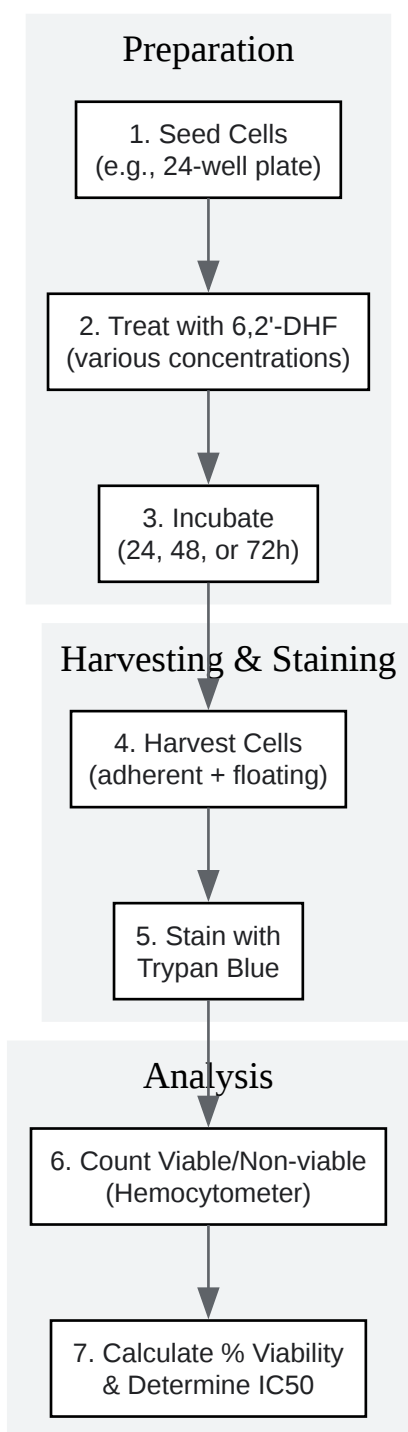 Preparation
1. Seed Cells
(e.g., 24-well plate)
2. Treat with 6,2'-DHF
(various concentrations)
3. Incubate
(24, 48, or 72h)
Harvesting & Staining
4. Harvest Cells
(adherent + floating)
5. Stain with
Trypan Blue
Analysis
6. Count Viable/Non-viable
(Hemocytometer)
7. Calculate % Viability
& Determine IC50